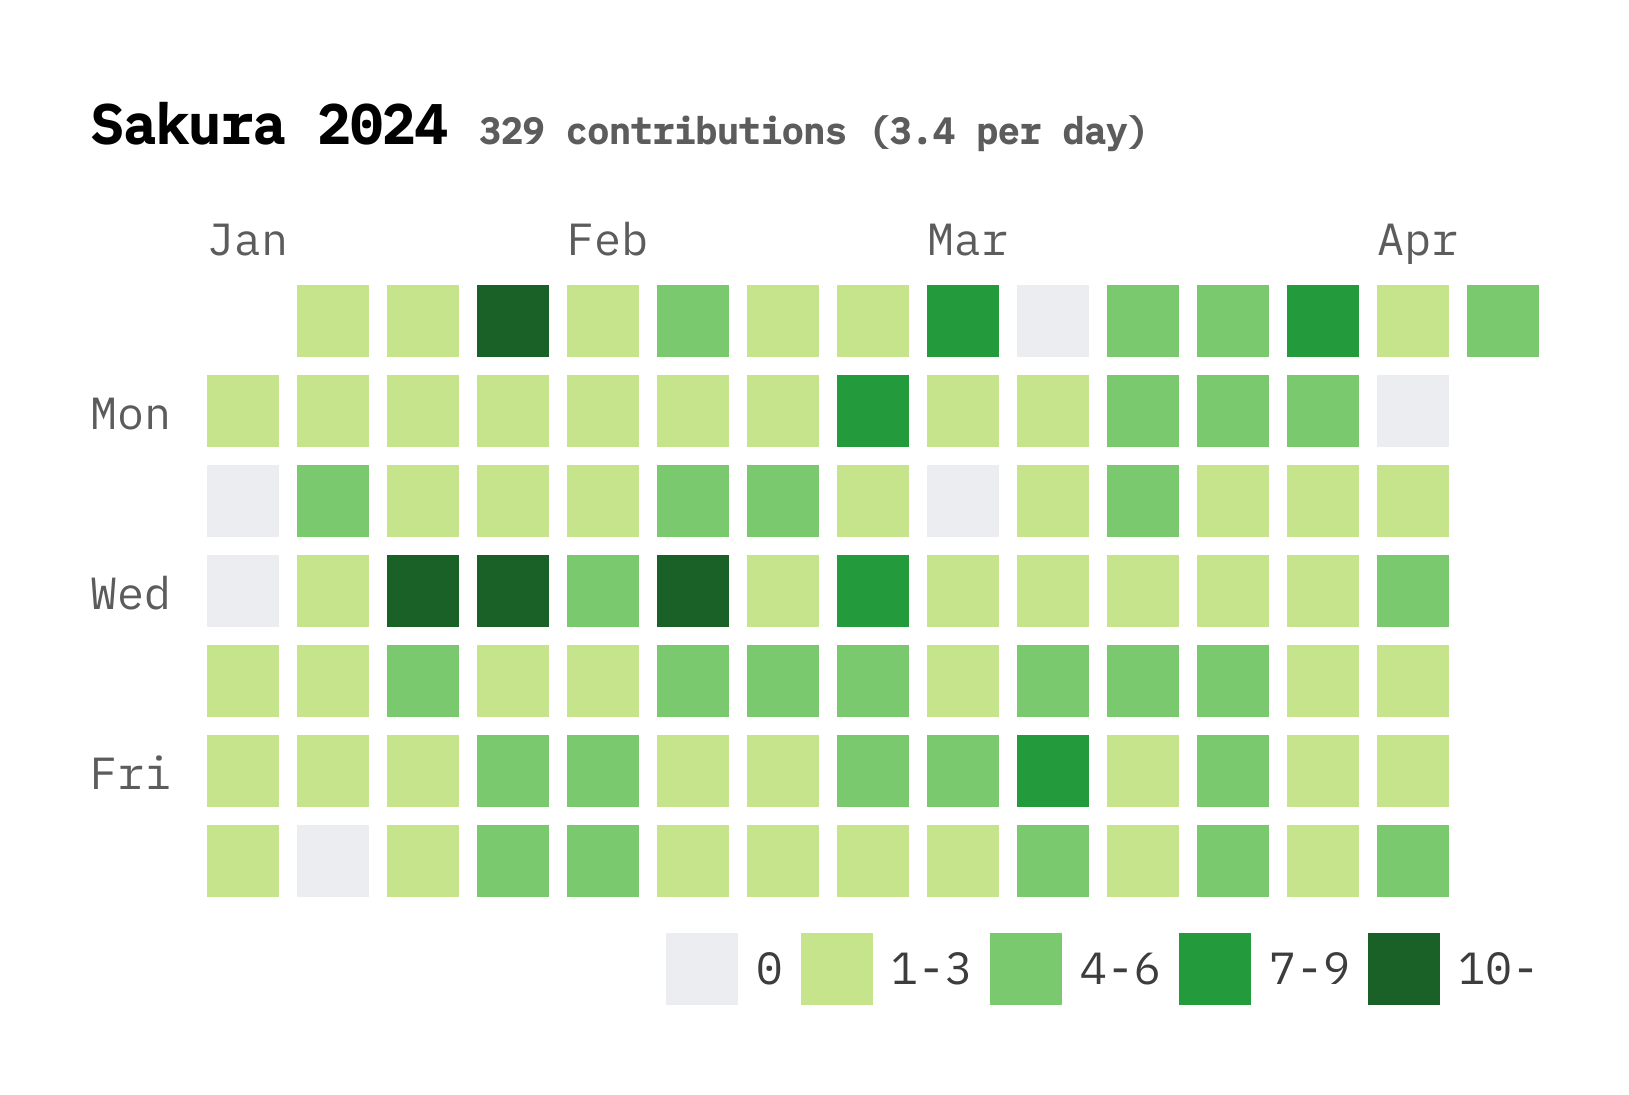 Sakura 2024 329 contributions (3.4 per day)
Jan Feb Mar Apr
Mon
Wed
Fri
0 1-3 4-6 7-9 10-